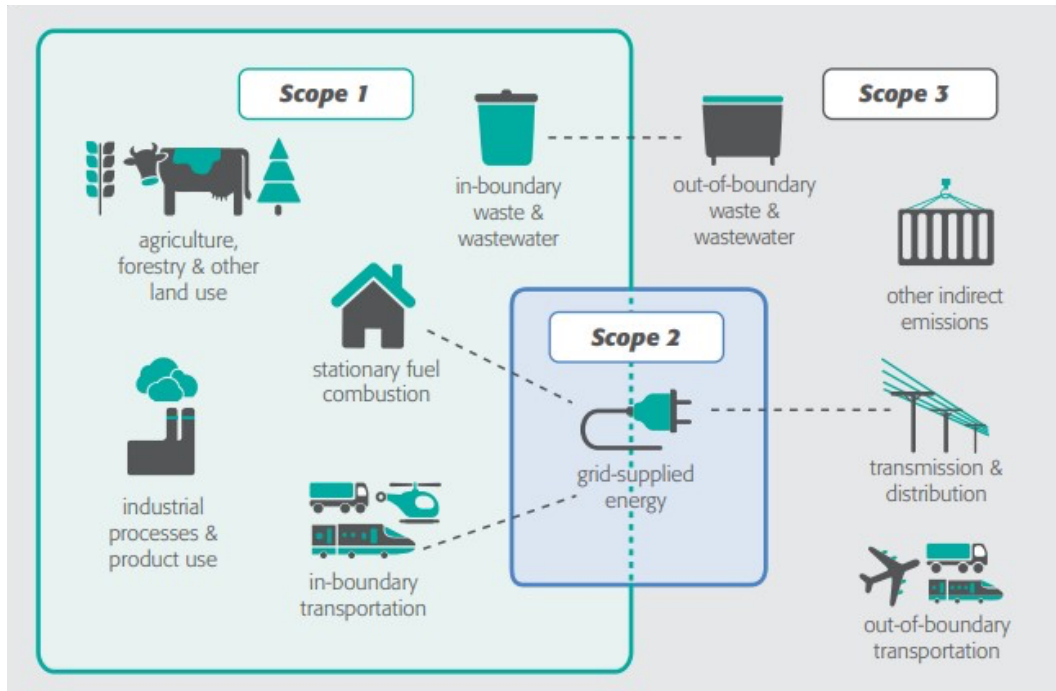 Scope 1
Scope 3
in-boundary
waste &
wastewater
out-of-boundary
waste &
wastewater
agriculture,
forestry & other
land use
other indirect
emissions
Scope 2
stationary fuel
combustion
grid-supplied
energy
transmission &
distribution
industrial
processes &
product use
in-boundary
transportation
out-of-boundary
transportation